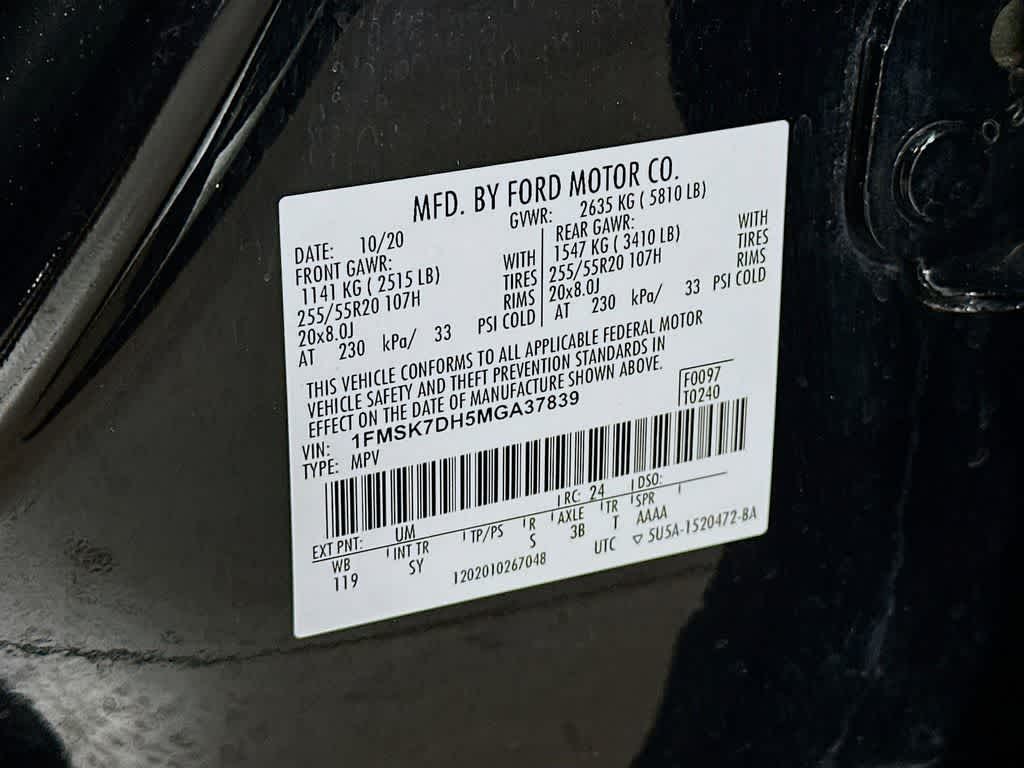 MFD. BY FORD MOTOR CO.
DATE: 10/20 GVWR: 2635 KG ( 5810 LB)
FRONT GAWR: REAR GAWR:
1141 KG ( 2515 LB) WITH 1547 KG ( 3410 LB) WITH
255/55R20 107H TIRES 255/55R20 107H TIRES
20x8.0J RIMS 20x8.0J RIMS
AT 230 kPa/ 33 PSI COLD AT 230 kPa/ 33 PSI COLD
THIS VEHICLE CONFORMS TO ALL APPLICABLE FEDERAL MOTOR
VEHICLE SAFETY AND THEFT PREVENTION STANDARDS IN
EFFECT ON THE DATE OF MANUFACTURE SHOWN ABOVE.
VIN: 1FMSK7DH5MGA37839 F0097
TYPE: MPV T0240
EXT PNT: UM RC: 24 DSO:
WB INT TR TP/PS R AXLE TR SPR
119 SY S 3B T AAAA
1202010267048 UTC ▽ 5U5A-1520472-BA